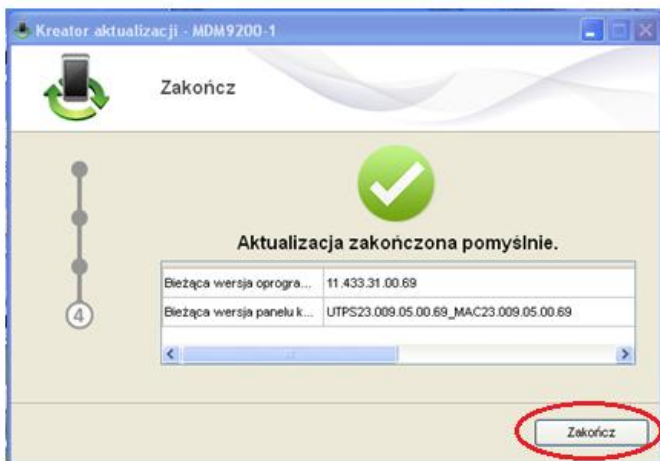 Kreator aktualizacji - MDM9200-1
Zakończ
Aktualizacja zakończona pomyślnie.
Bieżąca wersja oprogra... 11.433.31.00.69
Bieżąca wersja panelu k... UTPS23.009.05.00.69_MAC23.009.05.00.69
4
Zakończ